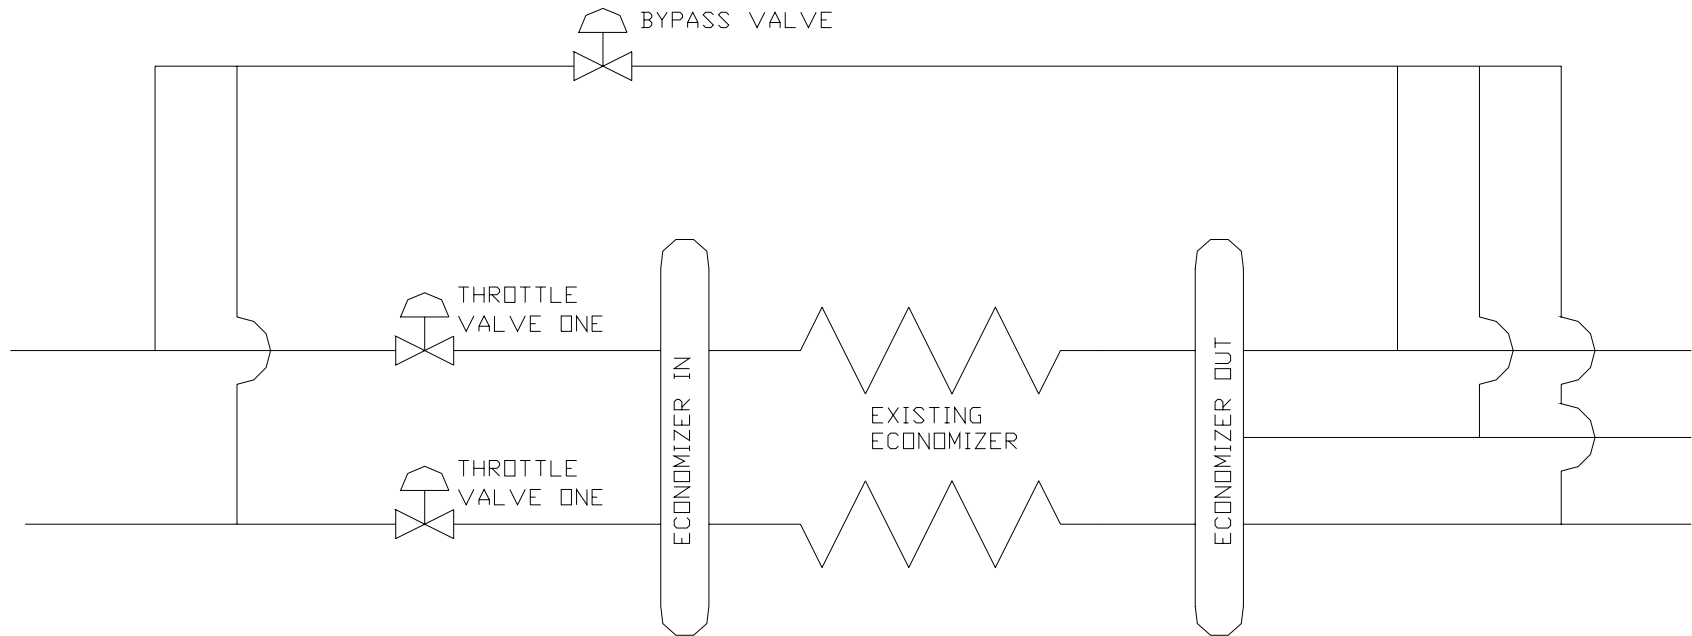 BYPASS VALVE
THROTTLE
VALVE ONE
ECONOMIZER IN
EXISTING
ECONOMIZER
ECONOMIZER OUT
THROTTLE
VALVE ONE